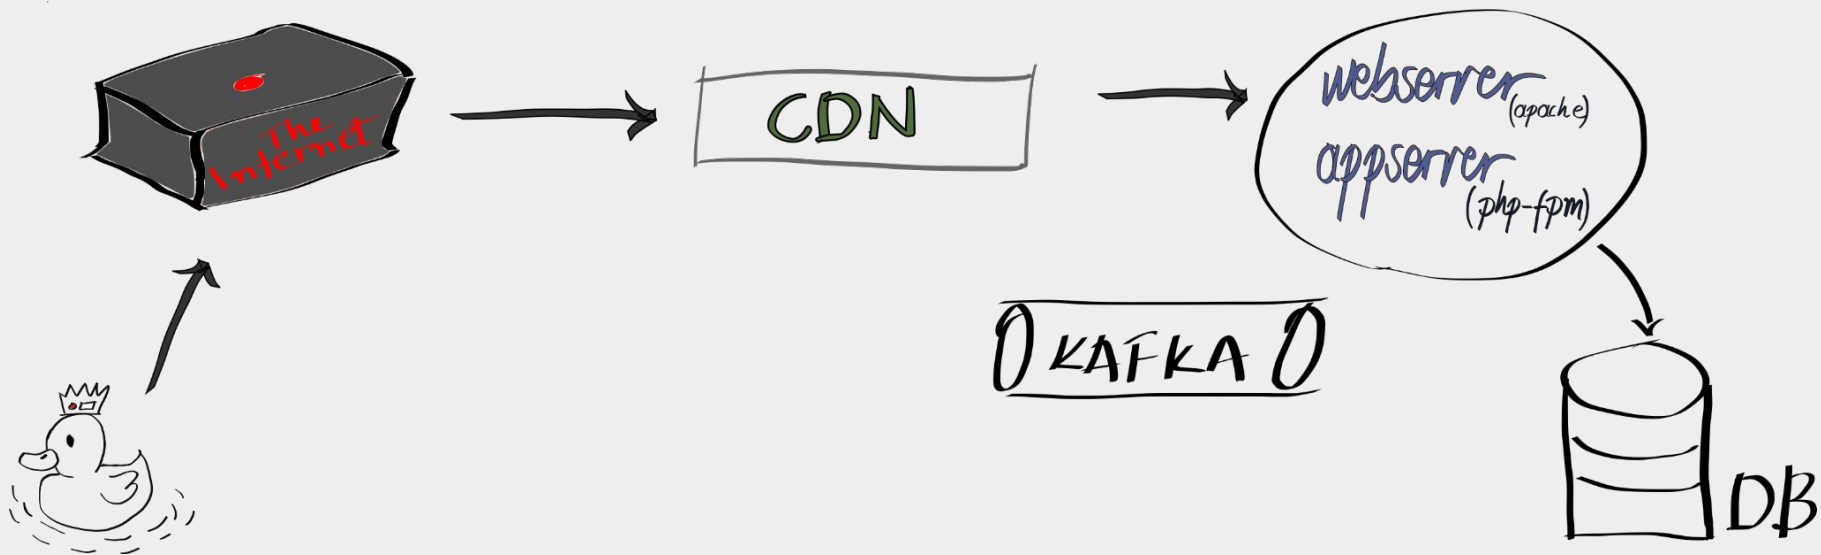 The
Internet
CDN
webserver
(apache)
appserver
(php-fpm)
KAFKA
DB